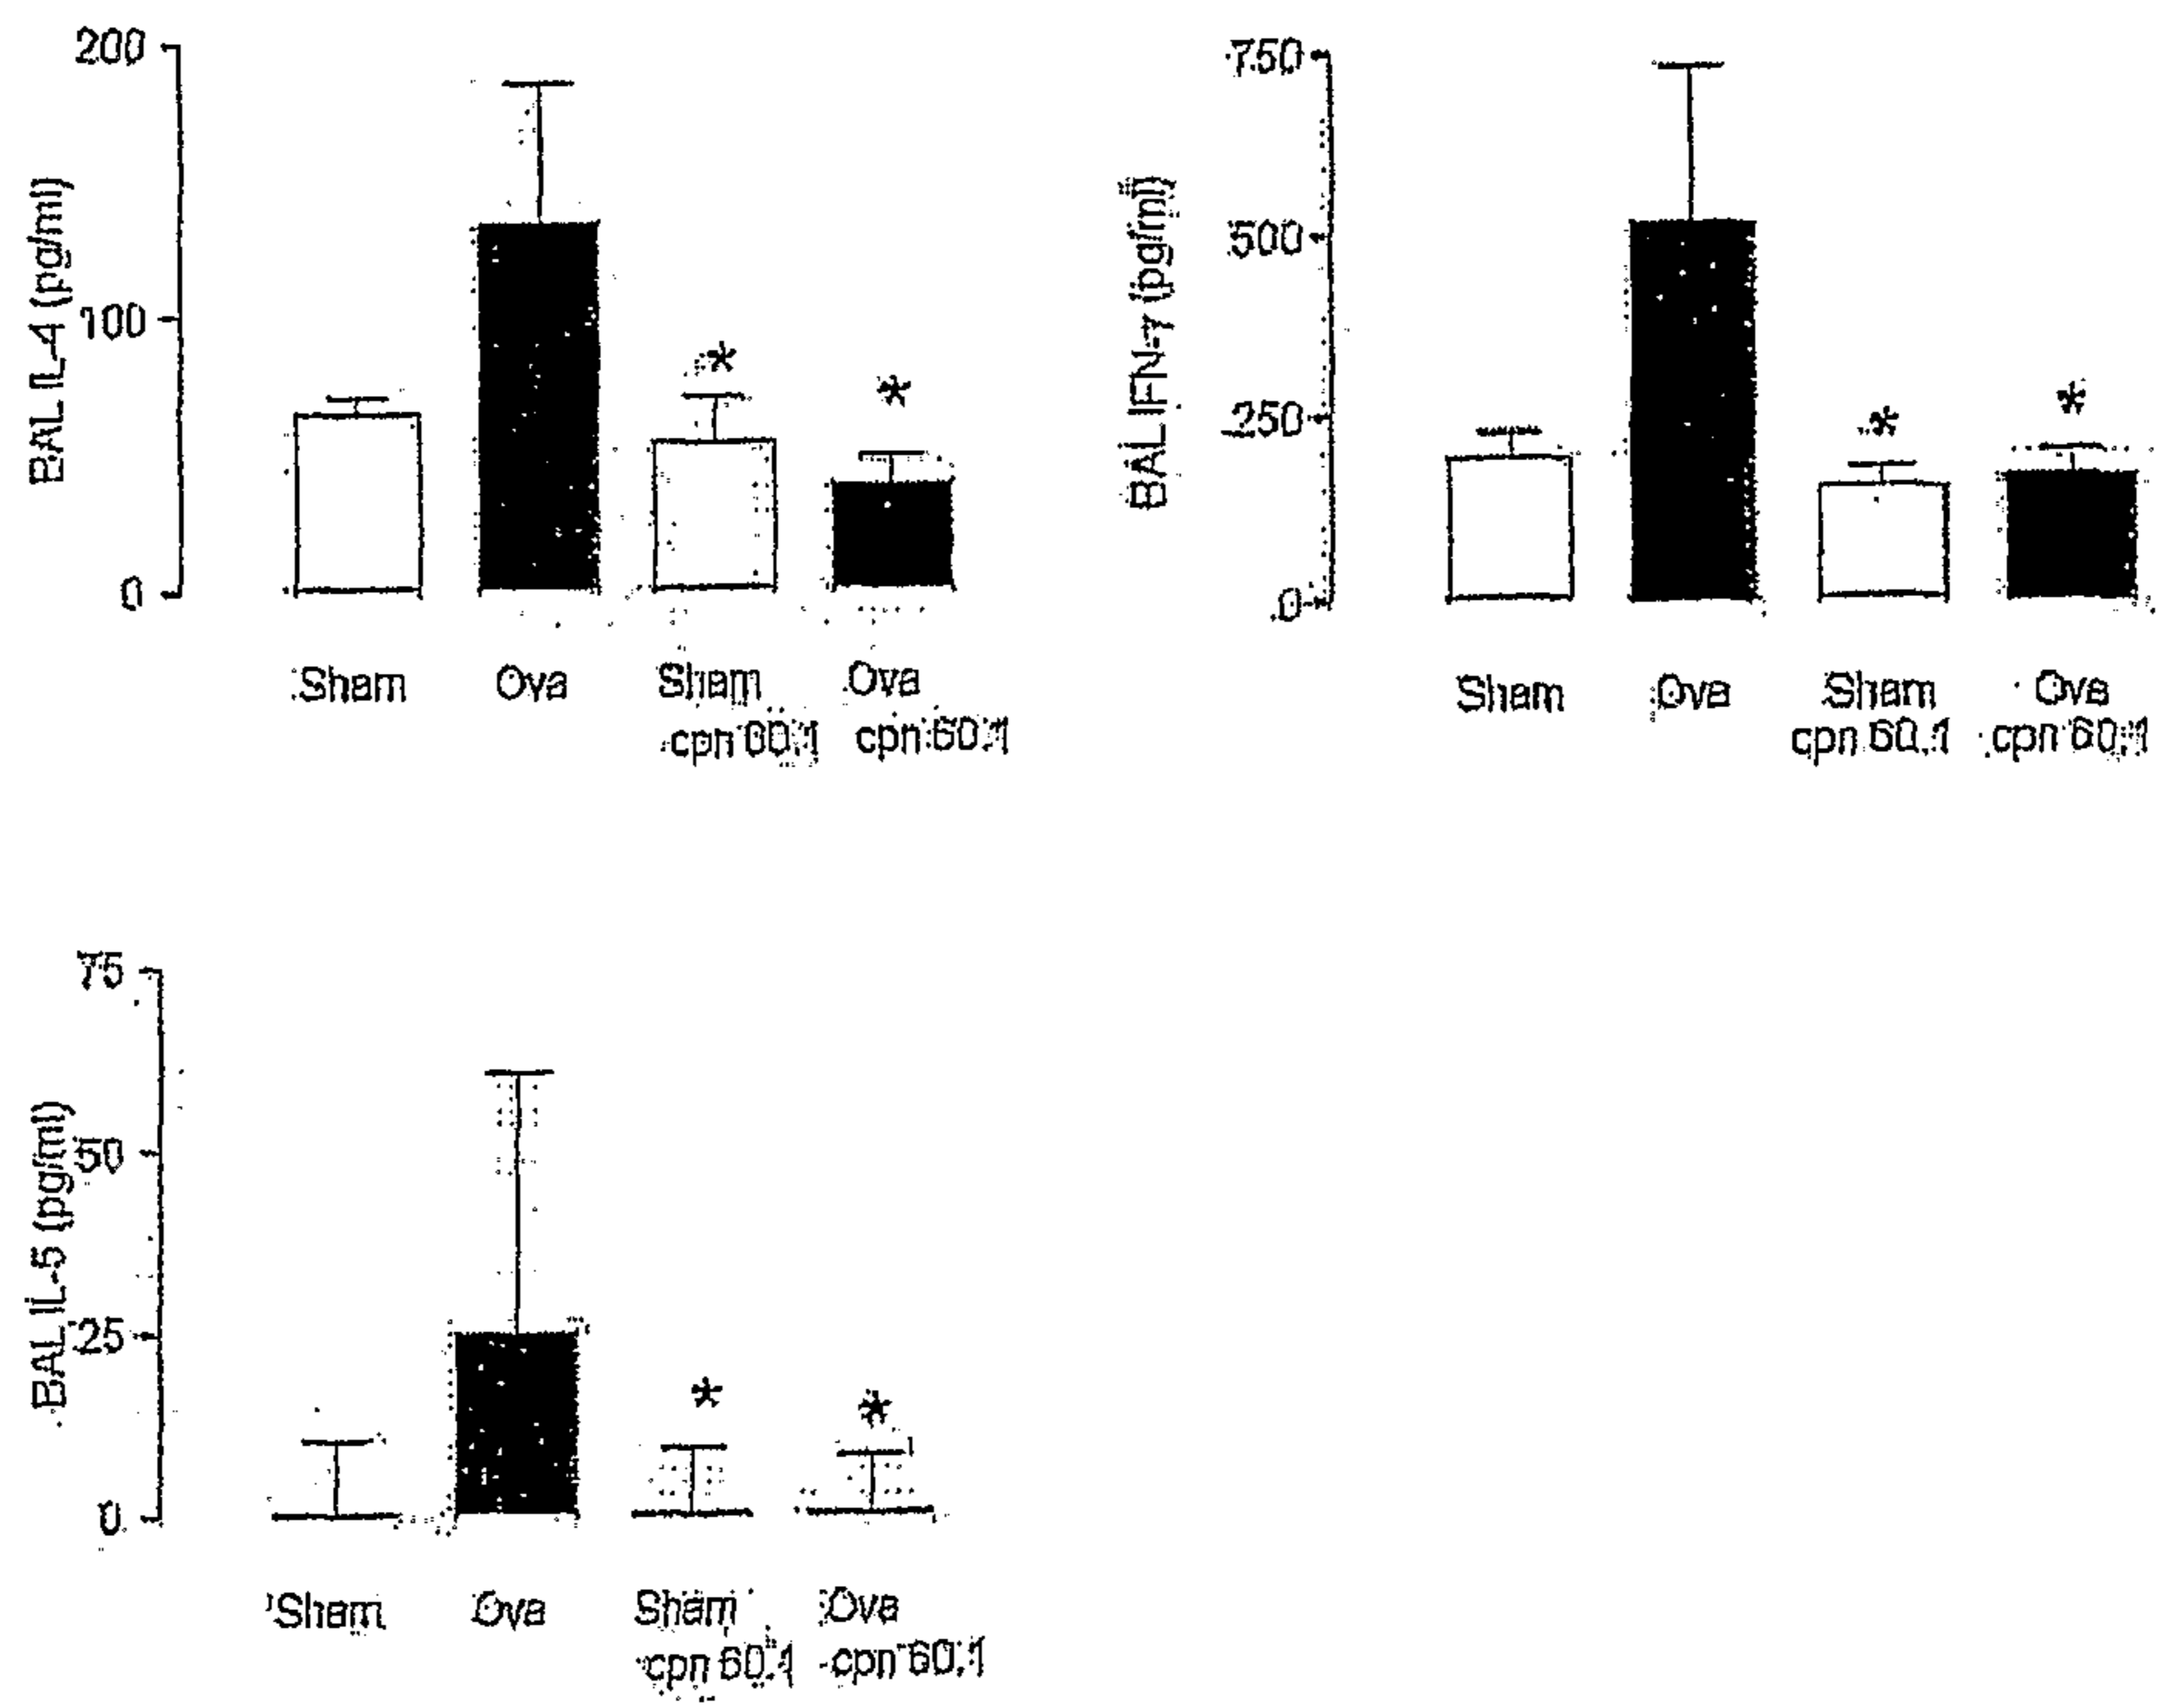 200
100
0
BAL IL-4 (pg/ml)
*
*
Sham Ova Sham Ova
cpn 60.1 cpn 60.1
750
500
250
0
BAL IFN-γ (pg/ml)
*
*
Sham Ova Sham Ova
cpn 60.1 cpn 60.1
75
50
25
0
BAL IL-5 (pg/ml)
*
*
Sham Ova Sham Ova
cpn 60.1 cpn 60.1